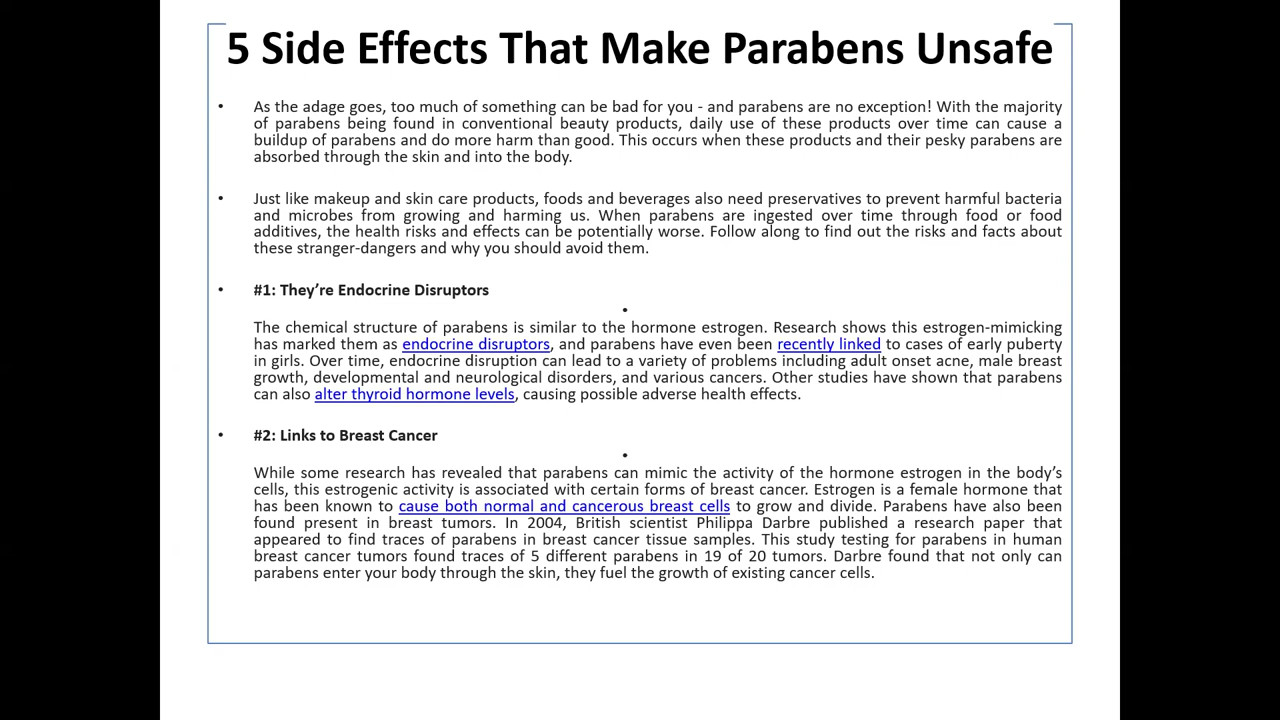 5 Side Effects That Make Parabens Unsafe
• As the adage goes, too much of something can be bad for you - and parabens are no exception! With the majority
of parabens being found in conventional beauty products, daily use of these products over time can cause a
buildup of parabens and do more harm than good. This occurs when these products and their pesky parabens are
absorbed through the skin and into the body.
• Just like makeup and skin care products, foods and beverages also need preservatives to prevent harmful bacteria
and microbes from growing and harming us. When parabens are ingested over time through food or food
additives, the health risks and effects can be potentially worse. Follow along to find out the risks and facts about
these stranger-dangers and why you should avoid them.
• #1: They’re Endocrine Disruptors
•
The chemical structure of parabens is similar to the hormone estrogen. Research shows this estrogen-mimicking
has marked them as endocrine disruptors, and parabens have even been recently linked to cases of early puberty
in girls. Over time, endocrine disruption can lead to a variety of problems including adult onset acne, male breast
growth, developmental and neurological disorders, and various cancers. Other studies have shown that parabens
can also alter thyroid hormone levels, causing possible adverse health effects.
• #2: Links to Breast Cancer
•
While some research has revealed that parabens can mimic the activity of the hormone estrogen in the body’s
cells, this estrogenic activity is associated with certain forms of breast cancer. Estrogen is a female hormone that
has been known to cause both normal and cancerous breast cells to grow and divide. Parabens have also been
found present in breast tumors. In 2004, British scientist Philippa Darbre published a research paper that
appeared to find traces of parabens in breast cancer tissue samples. This study testing for parabens in human
breast cancer tumors found traces of 5 different parabens in 19 of 20 tumors. Darbre found that not only can
parabens enter your body through the skin, they fuel the growth of existing cancer cells.